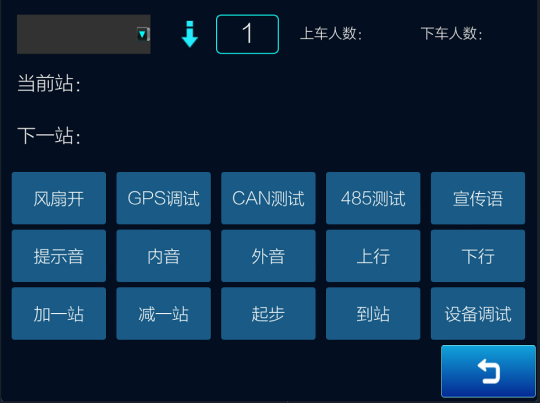 1 上车人数: 下车人数:
当前站:
下一站:
风扇开 GPS调试 CAN测试 485测试 宣传语
提示音 内音 外音 上行 下行
加一站 减一站 起步 到站 设备调试